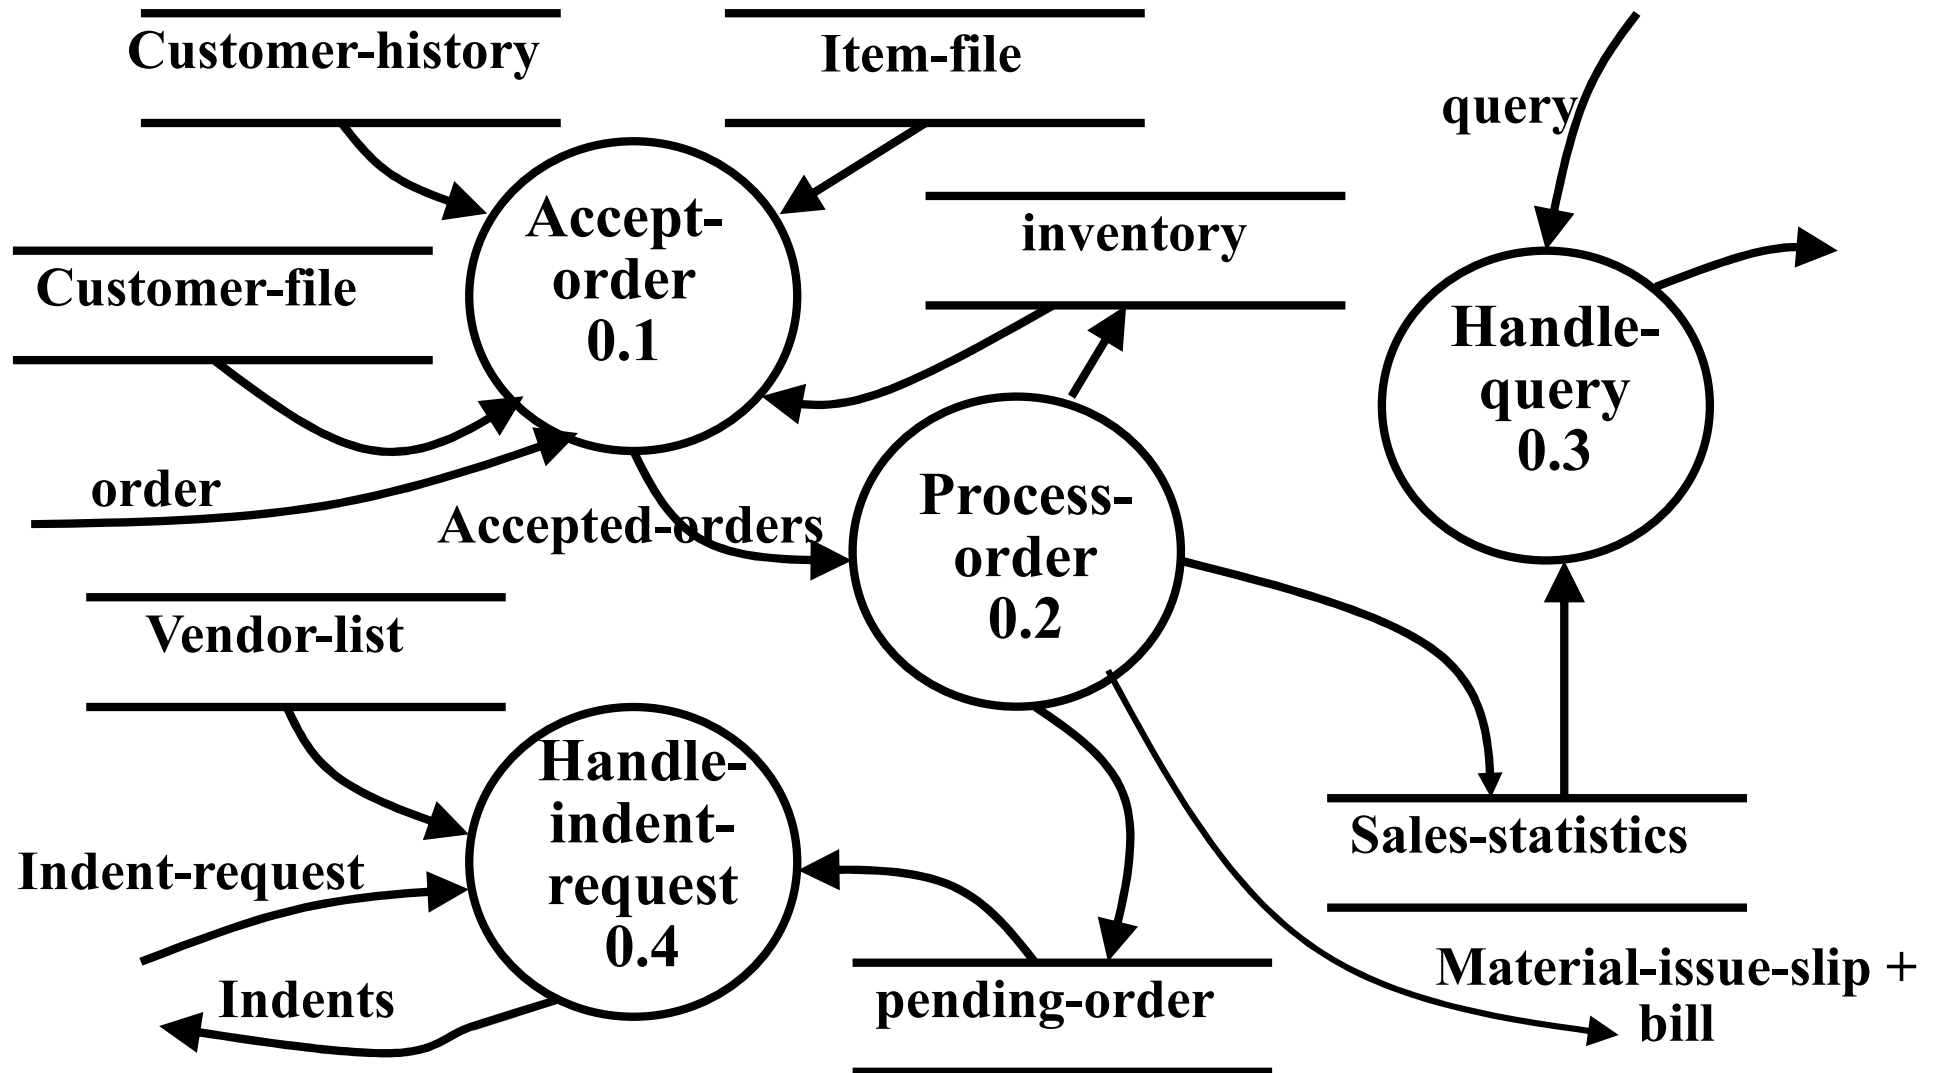 Customer-history
Item-file
query
Accept-
order
0.1
inventory
Customer-file
Handle-
query
0.3
order
Accepted-orders
Process-
order
0.2
Vendor-list
Handle-
indent-
request
0.4
Sales-statistics
Indent-request
Indents
pending-order
Material-issue-slip +
bill